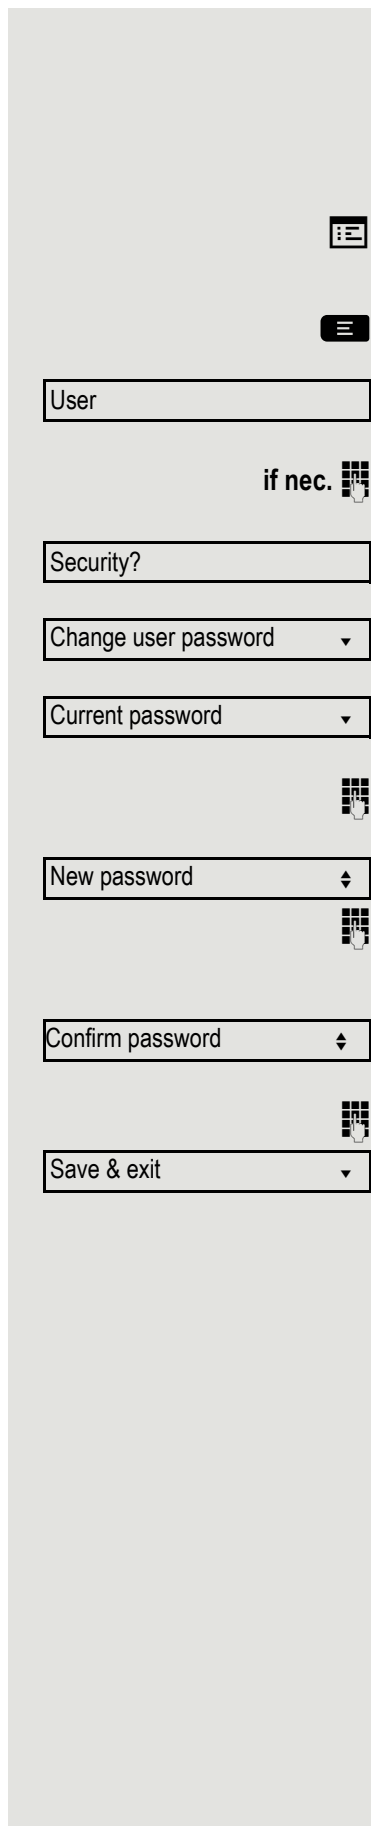 User
if nec.
Security?
Change user password
Current password
New password
Confirm password
Save & exit